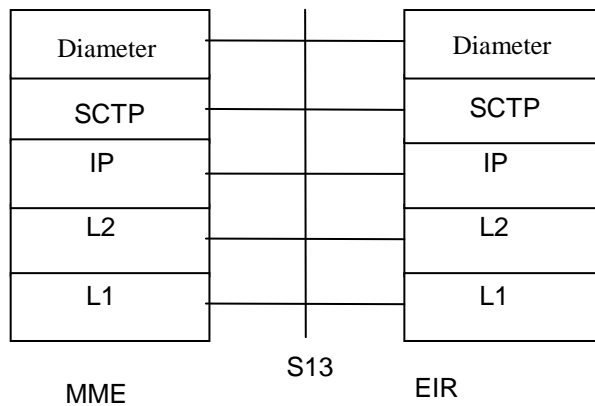 Diameter Diameter
SCTP SCTP
IP IP
L2 L2
L1 L1
S13
MME EIR